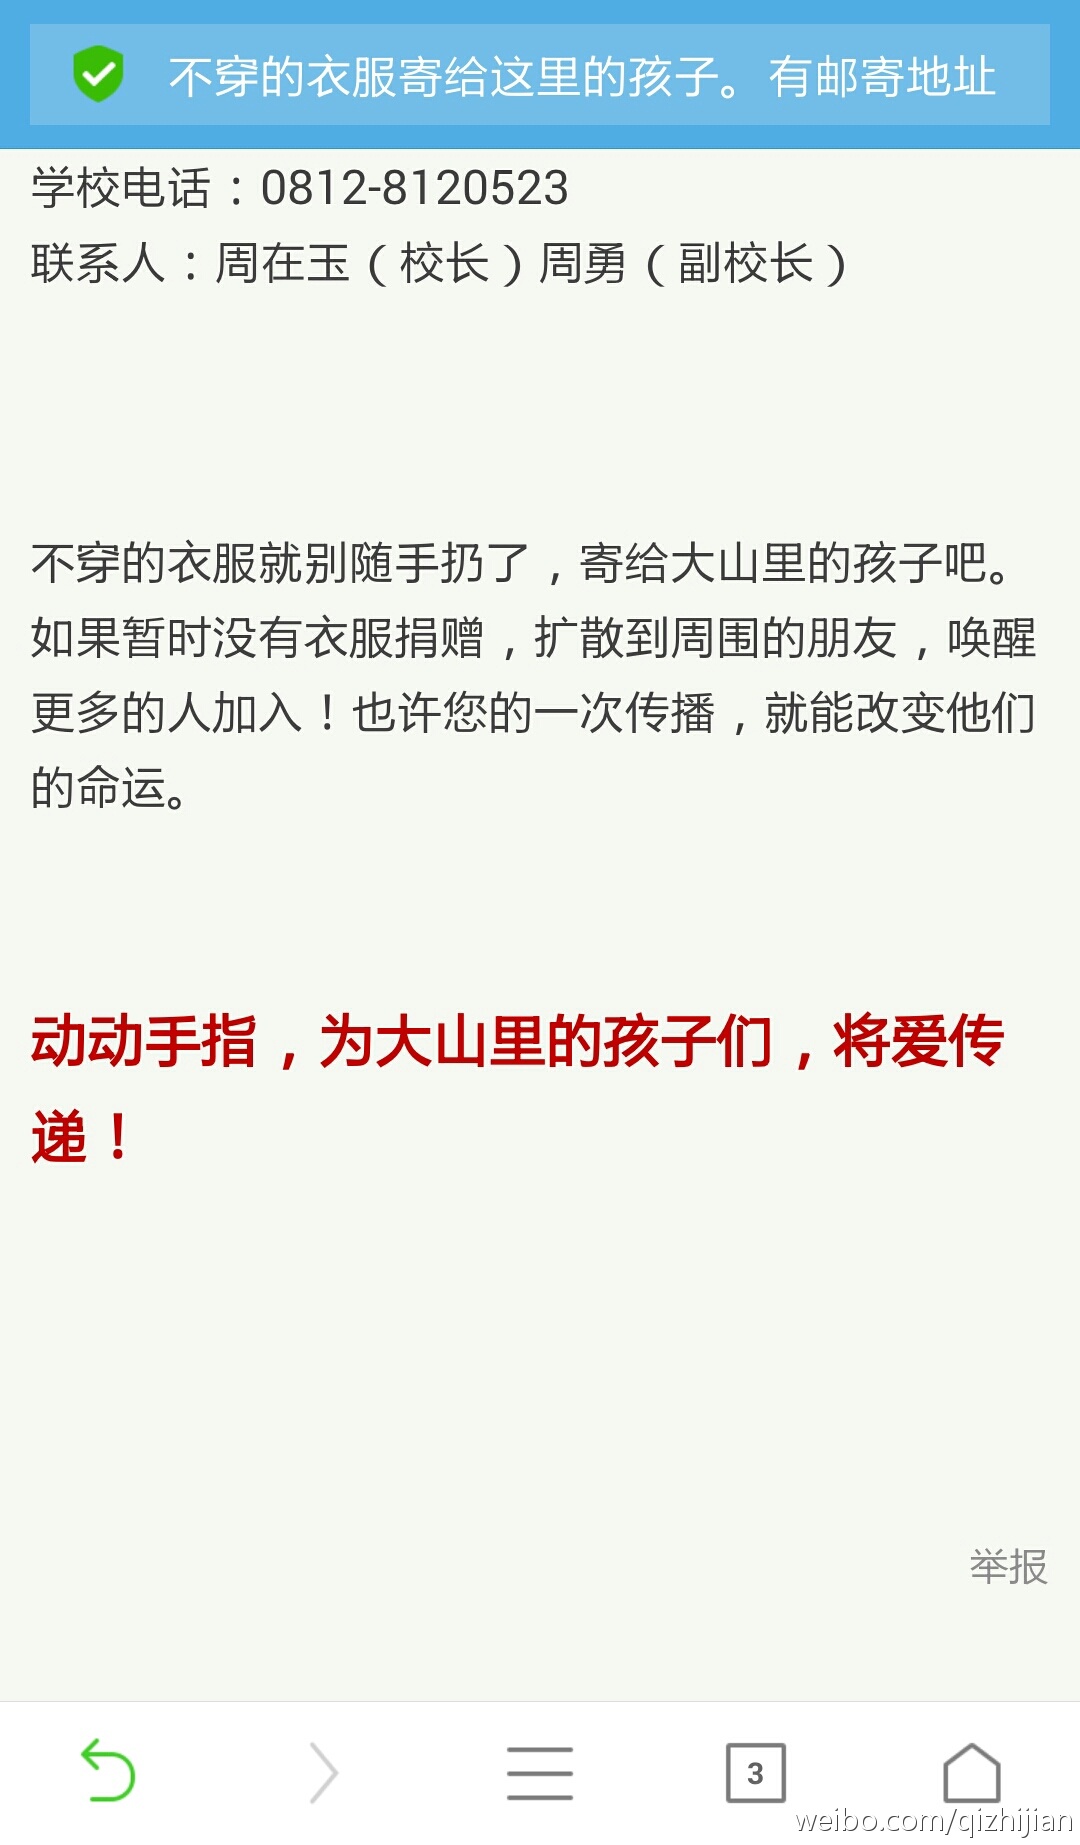 不穿的衣服寄给这里的孩子。有邮寄地址
学校电话：0812-8120523
联系人：周在玉（校长）周勇（副校长）
不穿的衣服就别随手扔了，寄给大山里的孩子吧。
如果暂时没有衣服捐赠，扩散到周围的朋友，唤醒
更多的人加入！也许您的一次传播，就能改变他们
的命运。
动动手指，为大山里的孩子们，将爱传
递！
举报
3
weibo.com/qizhijian